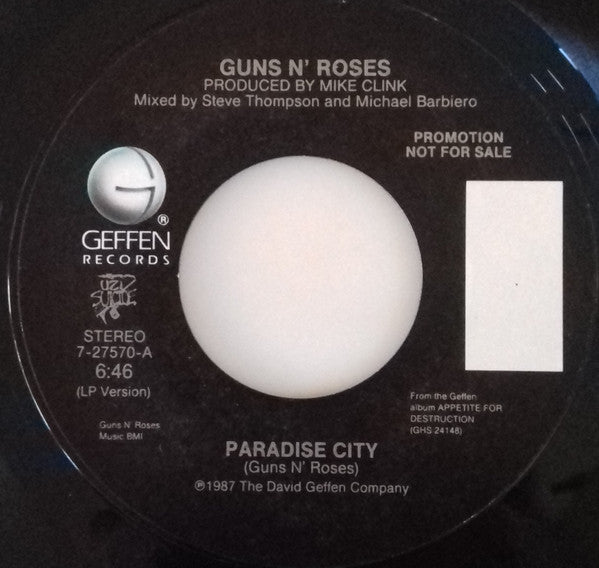 GUNS N' ROSES
PRODUCED BY MIKE CLINK
Mixed by Steve Thompson and Michael Barbiero
PROMOTION
NOT FOR SALE
G
®
GEFFEN
RECORDS
UZI
SUICIDE
STEREO
7-27570-A
6:46
(LP Version)
Guns N' Roses
Music BMI
From the Geffen
album APPETITE FOR
DESTRUCTION
(GHS 24148)
PARADISE CITY
(Guns N' Roses)
℗1987 The David Geffen Company